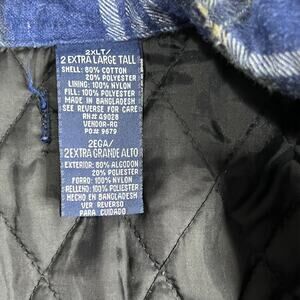 2XLT/
2 EXTRA LARGE TALL
SHELL: 80% COTTON
20% POLYESTER
LINING: 100% NYLON
FILL: 100% POLYESTER
MADE IN BANGLADESH
SEE REVERSE FOR CARE
RN# 49028
VENDOR-RG
PO# 9679
2EGA/
2EXTRA GRANDE ALTO
EXTERIOR: 80% ALGODON
20% POLIESTER
FORRO: 100% NYLON
RELLENO: 100% POLIESTER
HECHO EN BANGLADESH
VER REVERSO
PARA CUIDADO